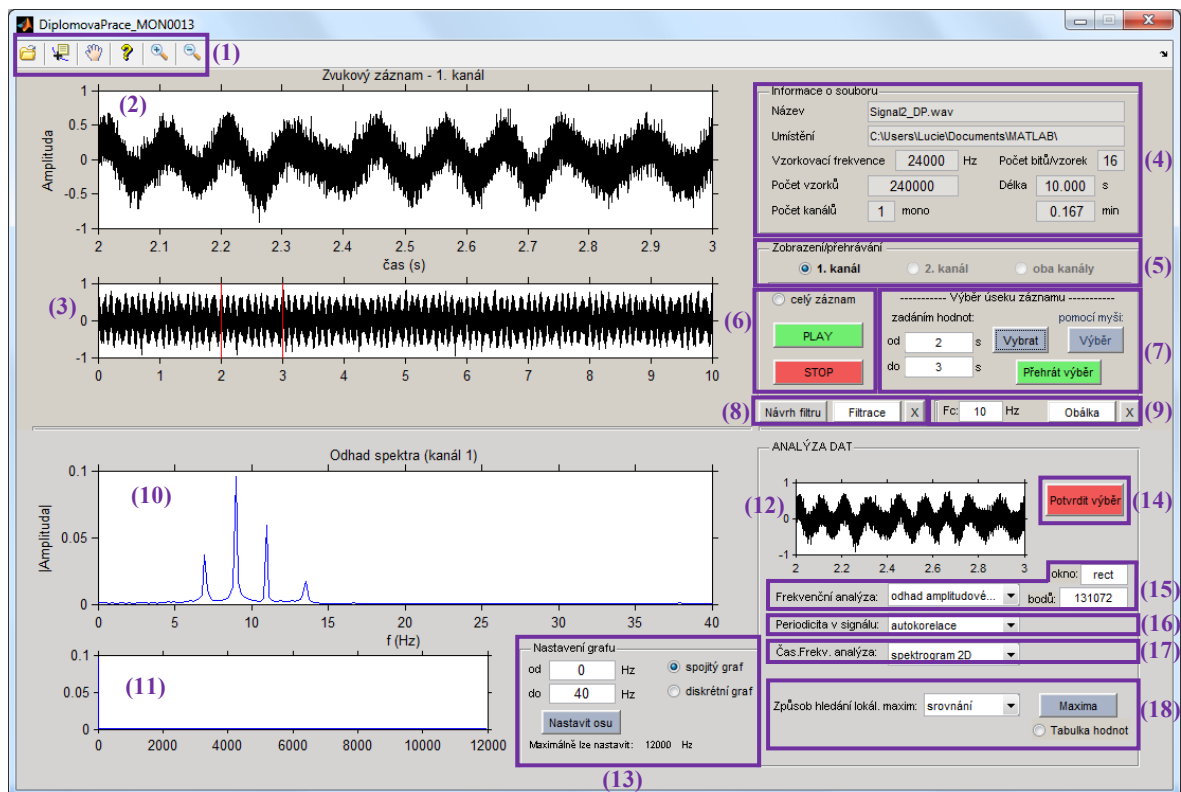 DiplomovaPrace_MON0013
(1)
Zvukový záznam - 1. kanál
(2)
Amplituda
1
0.5
0
-0.5
-1
2 2.1 2.2 2.3 2.4 2.5 2.6 2.7 2.8 2.9 3
čas (s)
(3)
1
0
-1
0 1 2 3 4 5 6 7 8 9 10
Informace o souboru
Název Signal2_DP.wav
Umístění C:\Users\Lucie\Documents\MATLAB\
Vzorkovací frekvence 24000 Hz Počet bitů/vzorek 16
(4)
Počet vzorků 240000 Délka 10.000 s
Počet kanálů 1 mono 0.167 min
Zobrazení/přehrávání
1. kanál 2. kanál oba kanály
(5)
celý záznam
(6)
PLAY
STOP
----------- Výběr úseku záznamu -----------
zadáním hodnot: pomocí myši:
od 2 s Vybrat Výběr
(7)
do 3 s Přehrát výběr
(8) Návrh filtru Filtrace X
Fc: 10 Hz Obálka X (9)
Odhad spektra (kanál 1)
(10)
|Amplituda|
0.1
0.05
0
0 5 10 15 20 25 30 35 40
f (Hz)
(11)
0.1
0.05
0
0 2000 4000 6000 8000 10000 12000
Nastavení grafu
od 0 Hz spojitý graf
do 40 Hz diskrétní graf
Nastavit osu
Maximálně lze nastavit: 12000 Hz
(13)
ANALÝZA DAT
(12)
1
0
-1
2 2.2 2.4 2.6 2.8 3
Potvrdit výběr (14)
okno: rect
Frekvenční analýza: odhad amplitudové... bodů: 131072 (15)
Periodicita v signálu: autokorelace (16)
Čas.Frekv. analýza: spektrogram 2D (17)
Způsob hledání lokál. maxim: srovnání Maxima (18)
Tabulka hodnot